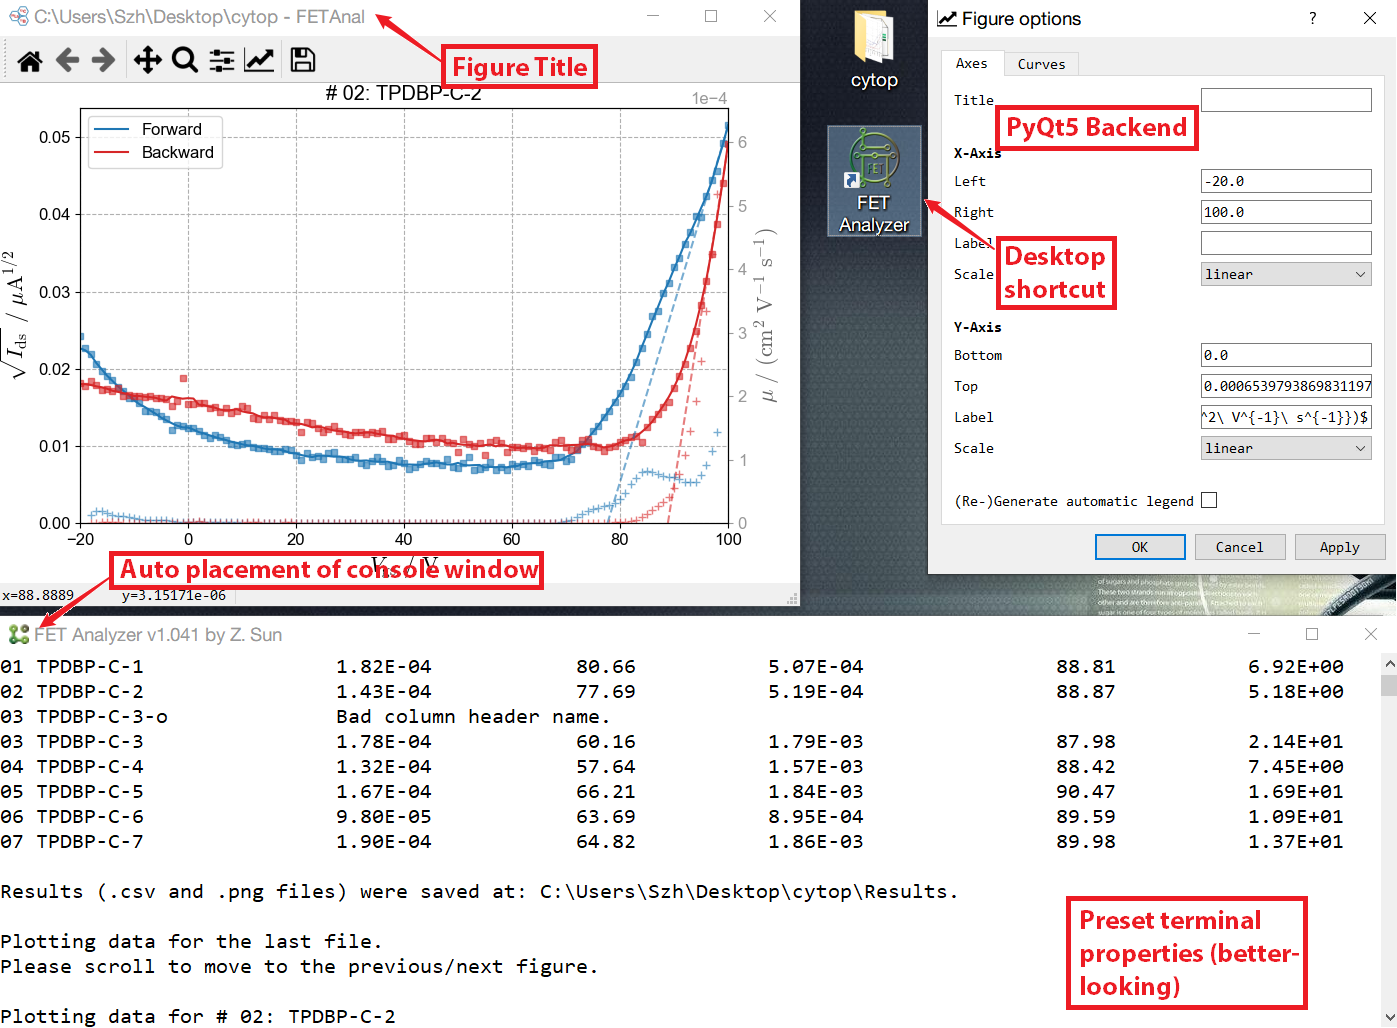 C:\Users\Szh\Desktop\cytop - FETAnal
Figure Title
# 02: TPDBP-C-2
1e-4
Forward
Backward
0.05
0.04
0.03
0.02
0.01
0.00
6
5
4
3
2
1
0
√I_ds / μA^1/2
μ / (cm² V⁻¹ s⁻¹)
−20
0
20
40
60
80
100
Auto placement of console window
x=88.8889
y=3.15171e-06
cytop
FET
FET
Analyzer
Desktop
shortcut
Figure options
?
Axes
Curves
Title
PyQt5 Backend
X-Axis
Left
-20.0
Right
100.0
Label
Scale
linear
Y-Axis
Bottom
0.0
Top
0.0006539793869831197
Label
^2\ V^{-1}\ s^{-1}})$
Scale
linear
(Re-)Generate automatic legend
OK
Cancel
Apply
FET Analyzer v1.041 by Z. Sun
01 TPDBP-C-1 1.82E-04 80.66 5.07E-04 88.81 6.92E+00
02 TPDBP-C-2 1.43E-04 77.69 5.19E-04 88.87 5.18E+00
03 TPDBP-C-3-o Bad column header name.
03 TPDBP-C-3 1.78E-04 60.16 1.79E-03 87.98 2.14E+01
04 TPDBP-C-4 1.32E-04 57.64 1.57E-03 88.42 7.45E+00
05 TPDBP-C-5 1.67E-04 66.21 1.84E-03 90.47 1.69E+01
06 TPDBP-C-6 9.80E-05 63.69 8.95E-04 89.59 1.09E+01
07 TPDBP-C-7 1.90E-04 64.82 1.86E-03 89.98 1.37E+01
Results (.csv and .png files) were saved at: C:\Users\Szh\Desktop\cytop\Results.
Plotting data for the last file.
Please scroll to move to the previous/next figure.
Plotting data for # 02: TPDBP-C-2
Preset terminal
properties (better-
looking)